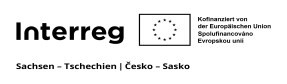 Interreg
Kofinanziert von
der Europäischen Union
Spolufinancováno
Evropskou unií
Sachsen – Tschechien | Česko – Sasko